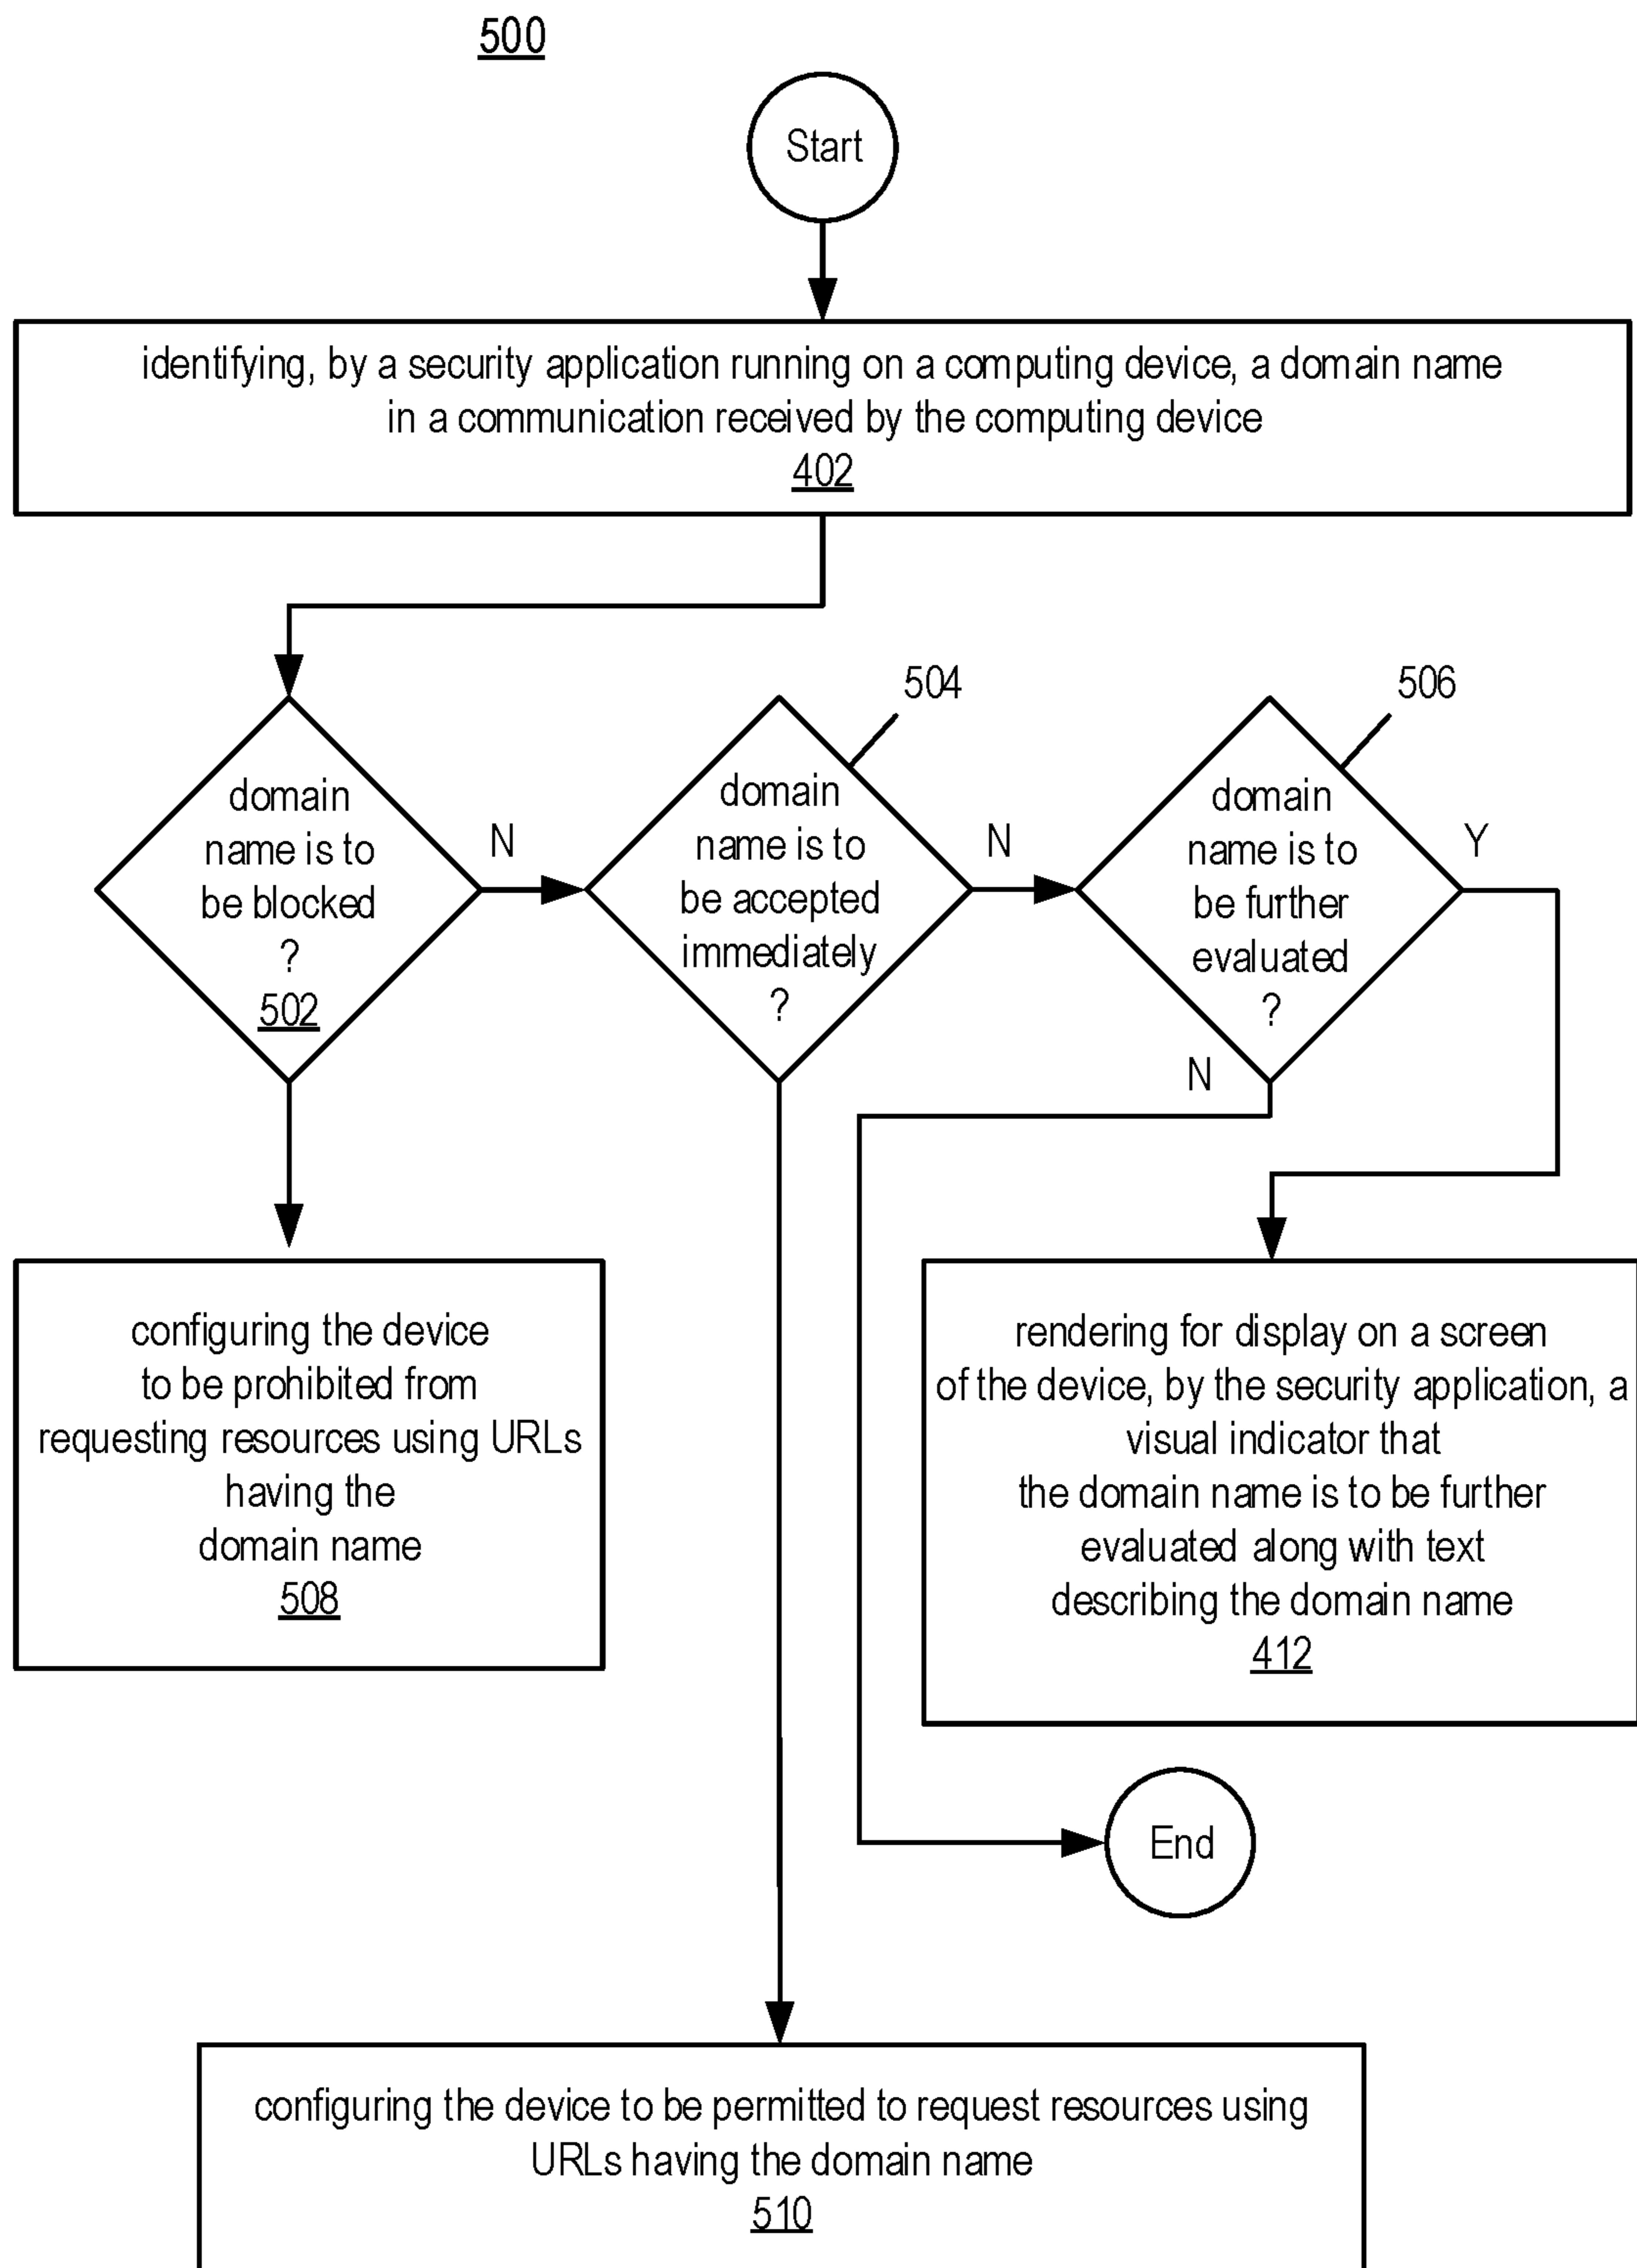 500
Start
identifying, by a security application running on a computing device, a domain name
in a communication received by the computing device
402
504
506
domain
name is to
be blocked
?
502
N
domain
name is to
be accepted
immediately
?
N
domain
name is to
be further
evaluated
?
Y
N
configuring the device
to be prohibited from
requesting resources using URLs
having the
domain name
508
rendering for display on a screen
of the device, by the security application, a
visual indicator that
the domain name is to be further
evaluated along with text
describing the domain name
412
End
configuring the device to be permitted to request resources using
URLs having the domain name
510